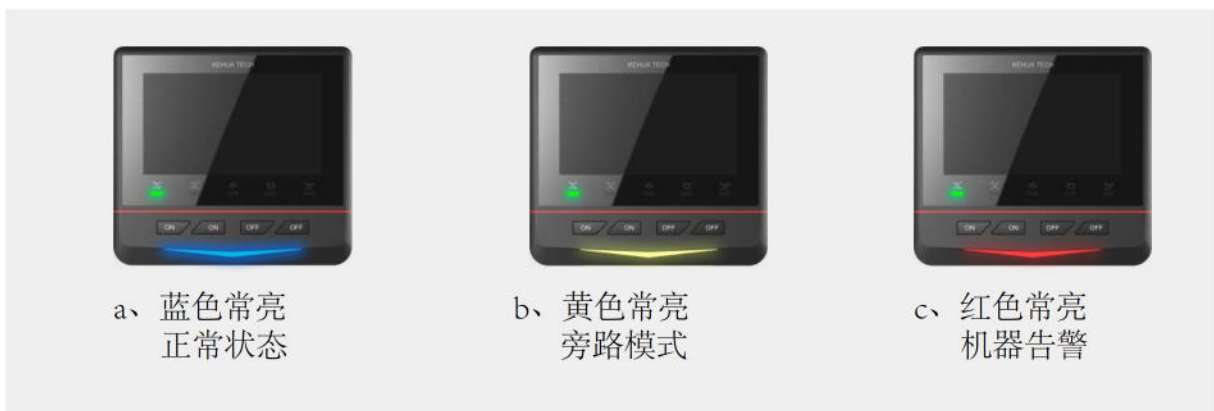 KEHUA TECH
ON ON OFF OFF
a、蓝色常亮
正常状态
KEHUA TECH
ON ON OFF OFF
b、黄色常亮
旁路模式
KEHUA TECH
ON ON OFF OFF
c、红色常亮
机器告警